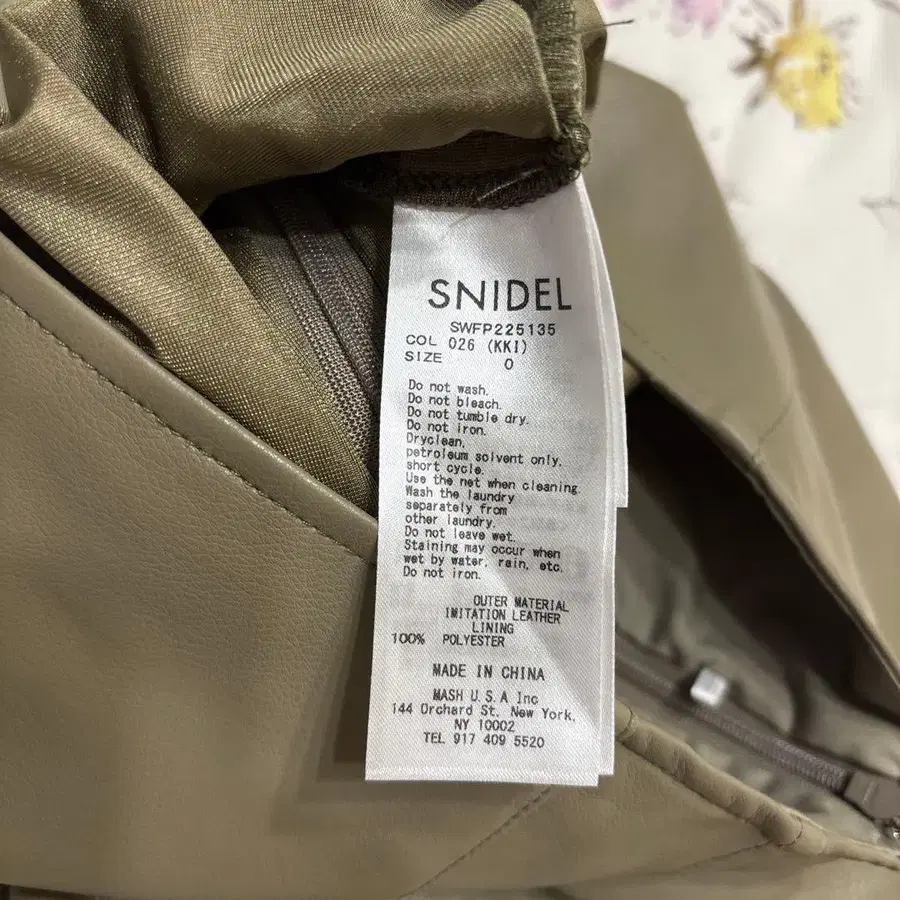 SNIDEL
SWFP225135
COL 026 (KKI)
SIZE 0
Do not wash.
Do not bleach.
Do not tumble dry.
Do not iron.
Dryclean,
petroleum solvent only.
short cycle.
Use the net when cleaning.
Wash the laundry
separately from
other laundry.
Do not leave wet.
Staining may occur when
wet by water, rain, etc.
Do not iron.
OUTER MATERIAL
IMITATION LEATHER
LINING
100% POLYESTER
MADE IN CHINA
MASH U.S.A Inc
144 Orchard St. New York,
NY 10002
TEL 917 409 5520